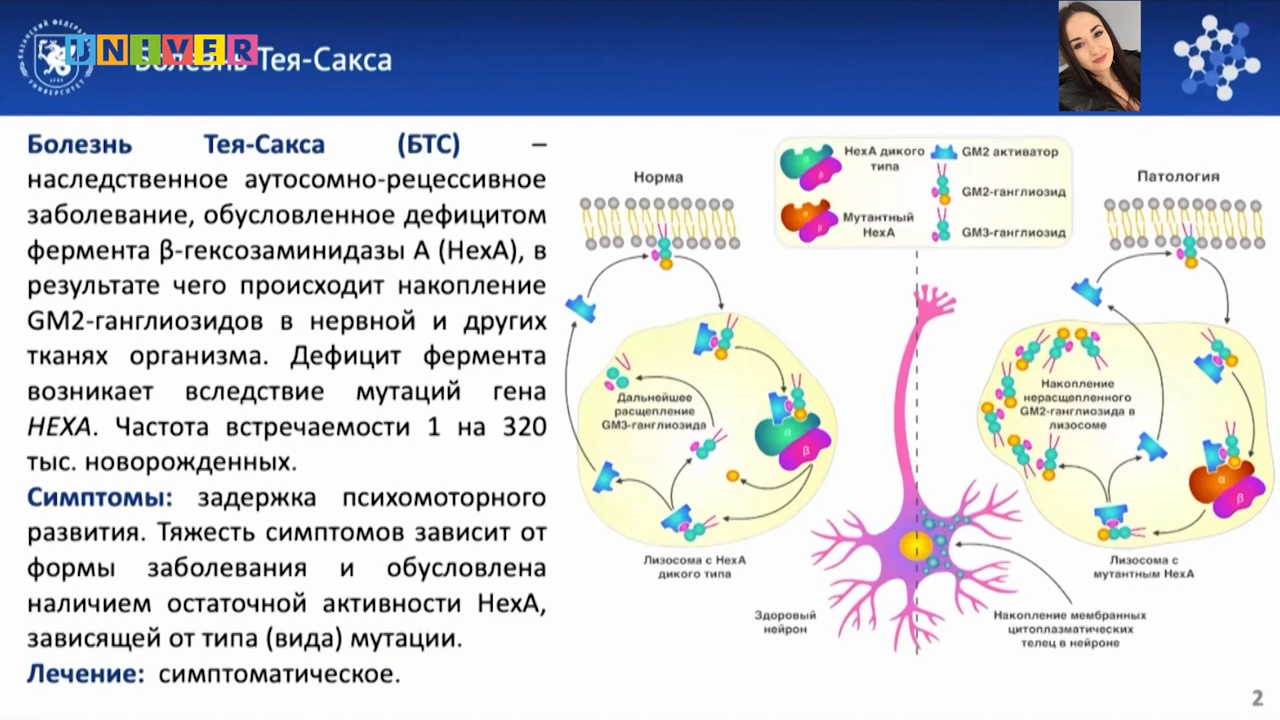 UNIVER
КАЗАНСКИЙ ФЕДЕРАЛЬНЫЙ
УНИВЕРСИТЕТ
Болезнь Тея-Сакса
Болезнь Тея-Сакса (БТС) –
наследственное аутосомно-рецессивное
заболевание, обусловленное дефицитом
фермента β-гексозаминидазы А (HexA), в
результате чего происходит накопление
GM2-ганглиозидов в нервной и других
тканях организма. Дефицит фермента
возникает вследствие мутаций гена
HEXA. Частота встречаемости 1 на 320
тыс. новорожденных.
Симптомы: задержка психомоторного
развития. Тяжесть симптомов зависит от
формы заболевания и обусловлена
наличием остаточной активности HexA,
зависящей от типа (вида) мутации.
Лечение: симптоматическое.
Норма
HexA дикого
типа
β
Мутантный
HexA
β
GM2 активатор
GM2-ганглиозид
GM3-ганглиозид
Патология
Дальнейшее
расщепление
GM3-ганглиозида
α
β
Лизосома с HexA
дикого типа
Здоровый
нейрон
Накопление
нерасщепленного
GM2-ганглиозида в
лизосоме
α
β
Лизосома с
мутантным HexA
Накопление мембранных
цитоплазматических
телец в нейроне
2